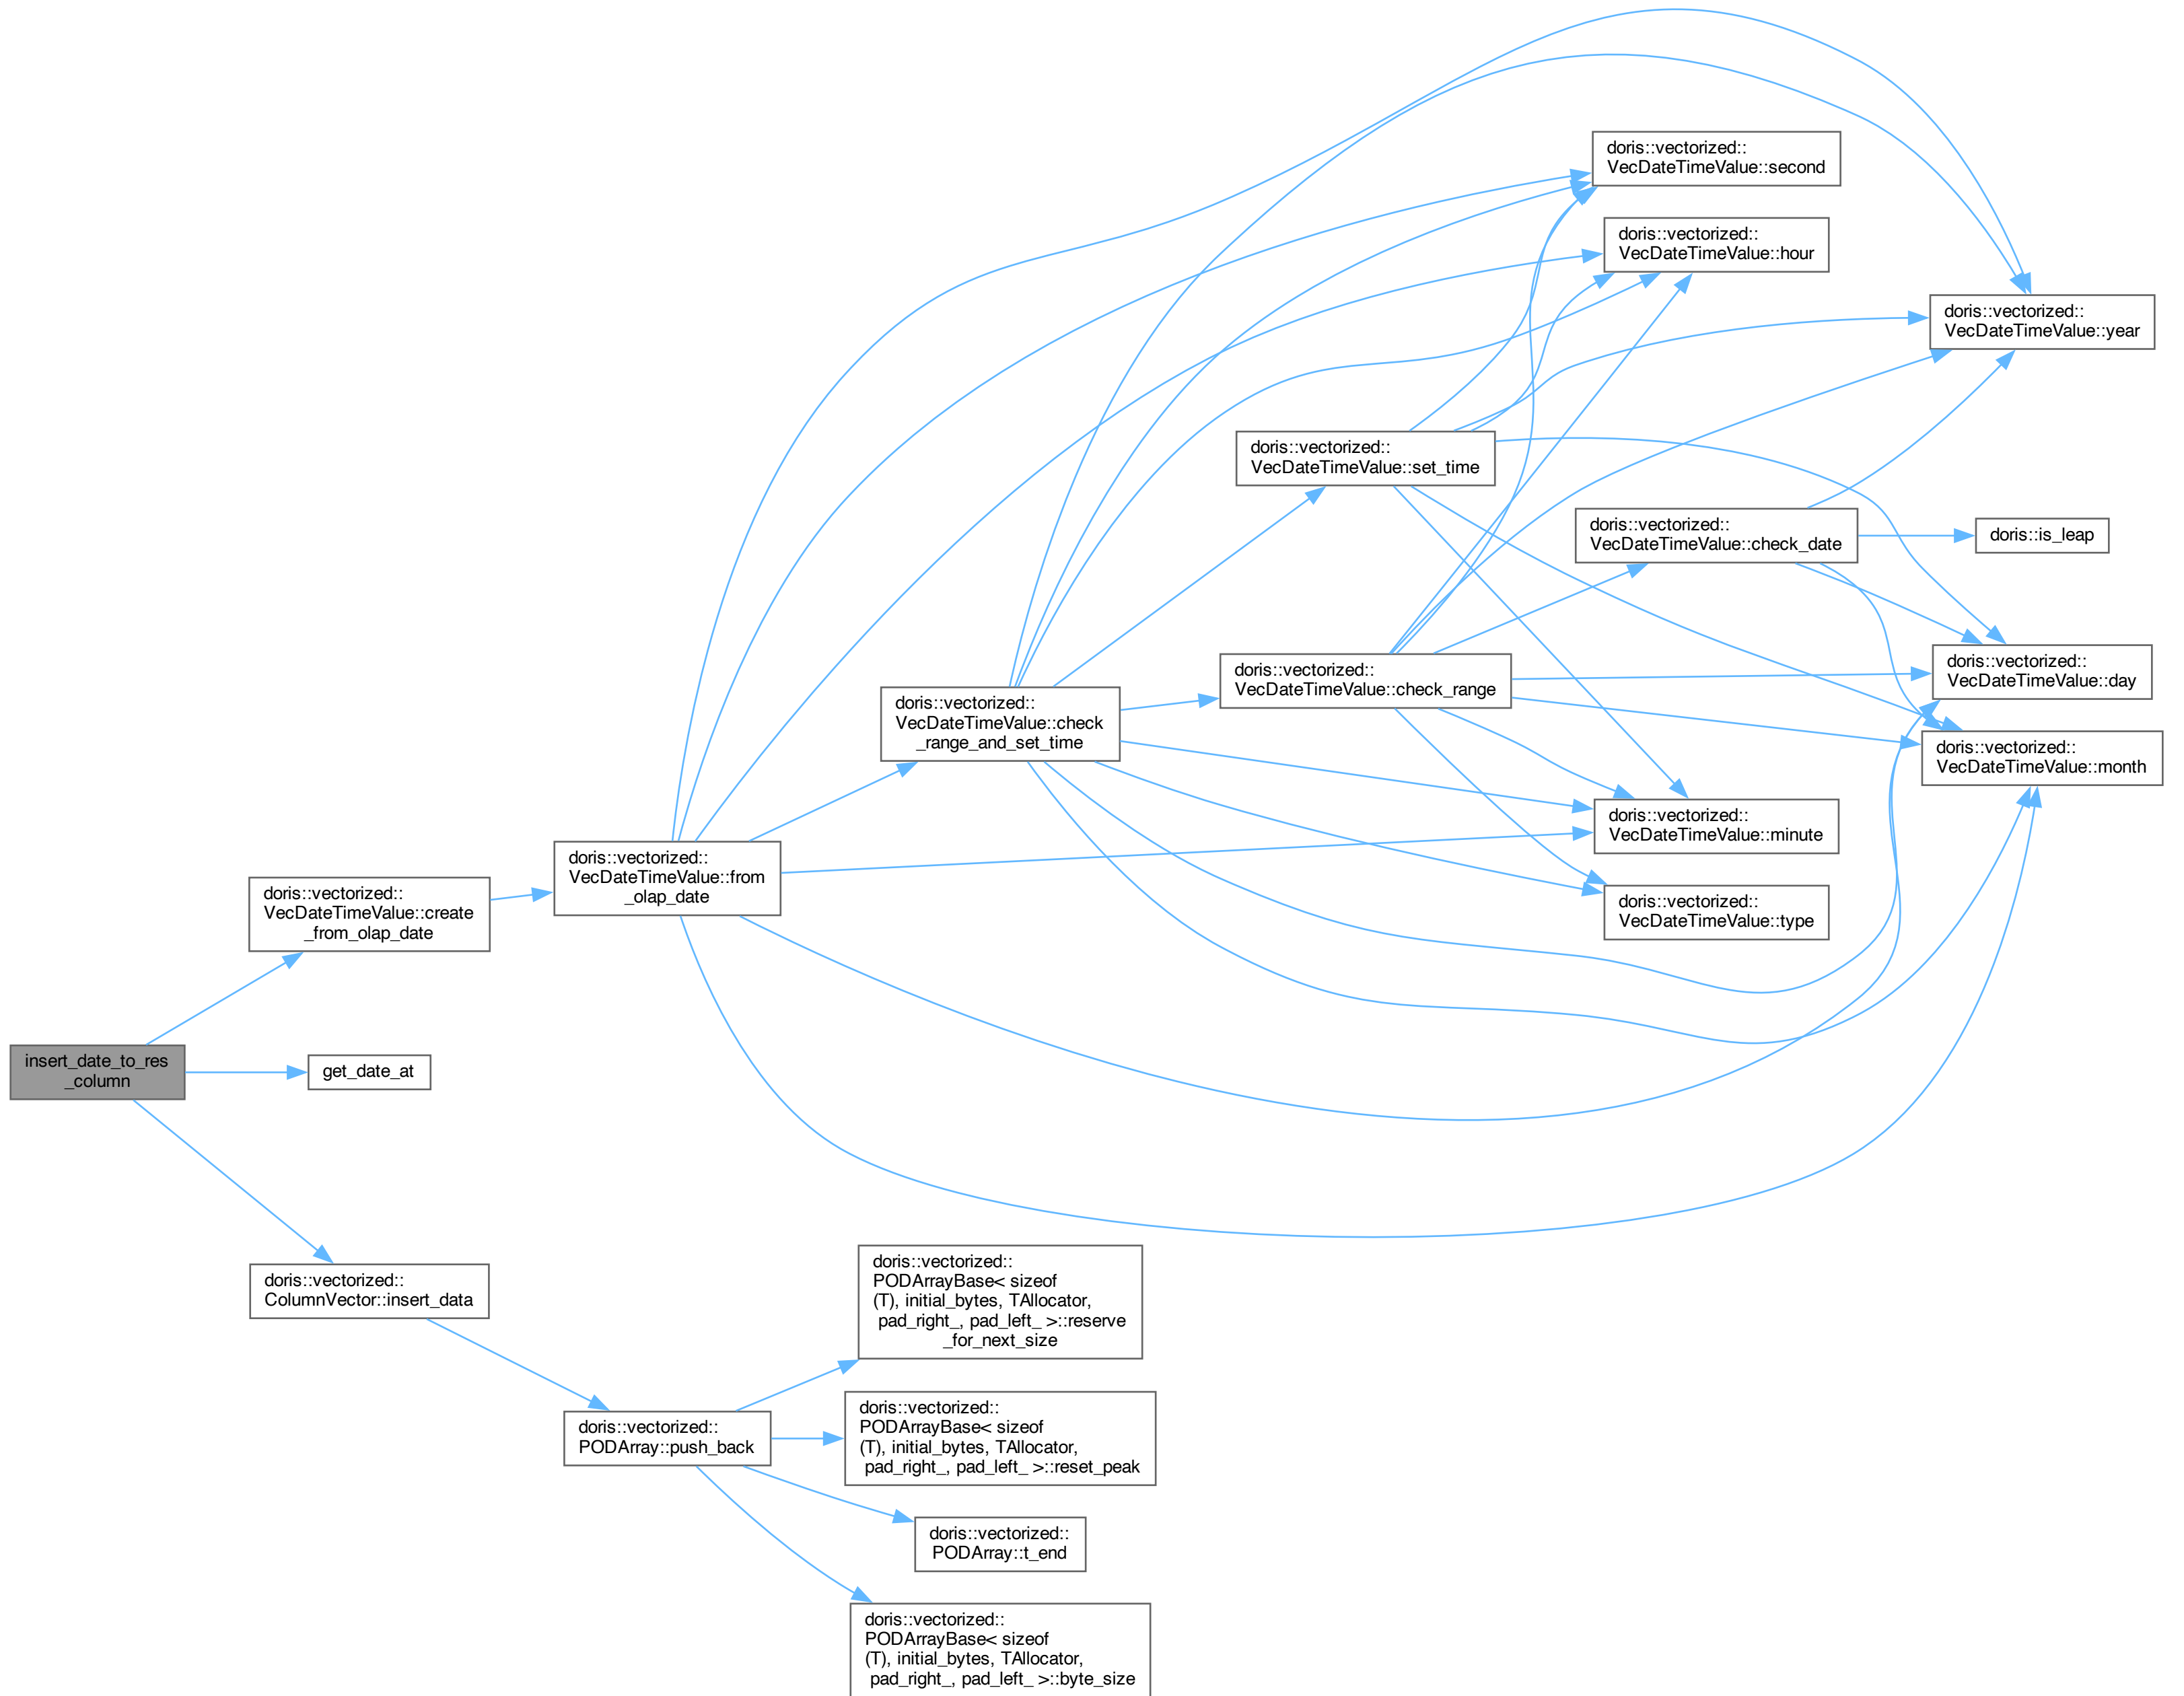 doris::vectorized::
VecDateTimeValue::second
doris::vectorized::
VecDateTimeValue::hour
doris::vectorized::
VecDateTimeValue::year
doris::vectorized::
VecDateTimeValue::set_time
doris::vectorized::
VecDateTimeValue::check_date
doris::is_leap
doris::vectorized::
VecDateTimeValue::day
doris::vectorized::
VecDateTimeValue::check_range
doris::vectorized::
VecDateTimeValue::check
_range_and_set_time
doris::vectorized::
VecDateTimeValue::month
doris::vectorized::
VecDateTimeValue::minute
doris::vectorized::
VecDateTimeValue::from
_olap_date
doris::vectorized::
VecDateTimeValue::type
doris::vectorized::
VecDateTimeValue::create
_from_olap_date
insert_date_to_res
_column
get_date_at
doris::vectorized::
ColumnVector::insert_data
doris::vectorized::
PODArrayBase< sizeof
(T), initial_bytes, TAllocator,
pad_right_, pad_left_ >::reserve
_for_next_size
doris::vectorized::
PODArray::push_back
doris::vectorized::
PODArrayBase< sizeof
(T), initial_bytes, TAllocator,
pad_right_, pad_left_ >::reset_peak
doris::vectorized::
PODArray::t_end
doris::vectorized::
PODArrayBase< sizeof
(T), initial_bytes, TAllocator,
pad_right_, pad_left_ >::byte_size